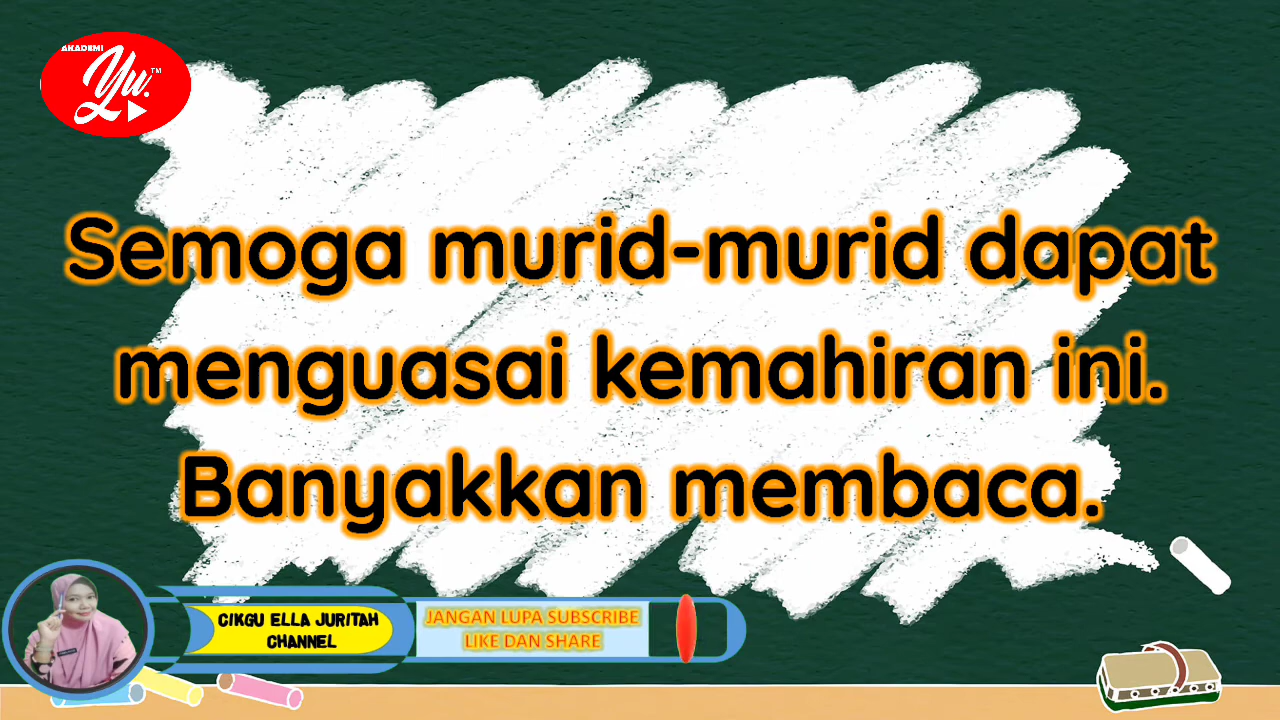 AKADEMI
Yu.
TM
Semoga murid-murid dapat
menguasai kemahiran ini.
Banyakkan membaca.
CIKGU ELLA JURITAH
CHANNEL
JANGAN LUPA SUBSCRIBE
LIKE DAN SHARE